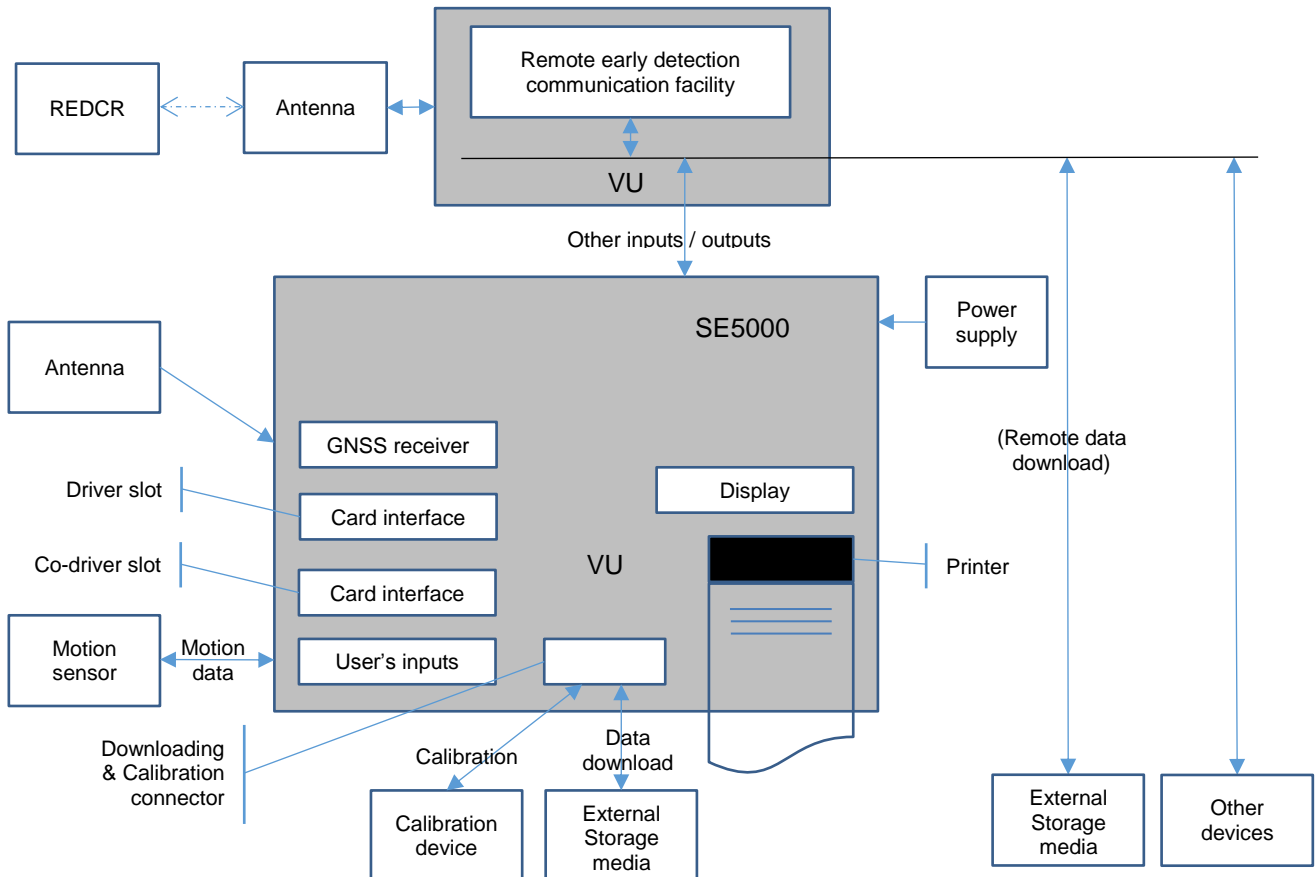 Remote early detection
communication facility
REDCR
Antenna
VU
Other inputs / outputs
SE5000
Power
supply
Antenna
GNSS receiver
(Remote data
download)
Driver slot
Display
Card interface
Co-driver slot
VU
Printer
Card interface
Motion
sensor
Motion
data
User's inputs
Downloading
& Calibration
connector
Calibration
Data
download
Calibration
device
External
Storage
media
External
Storage
media
Other
devices